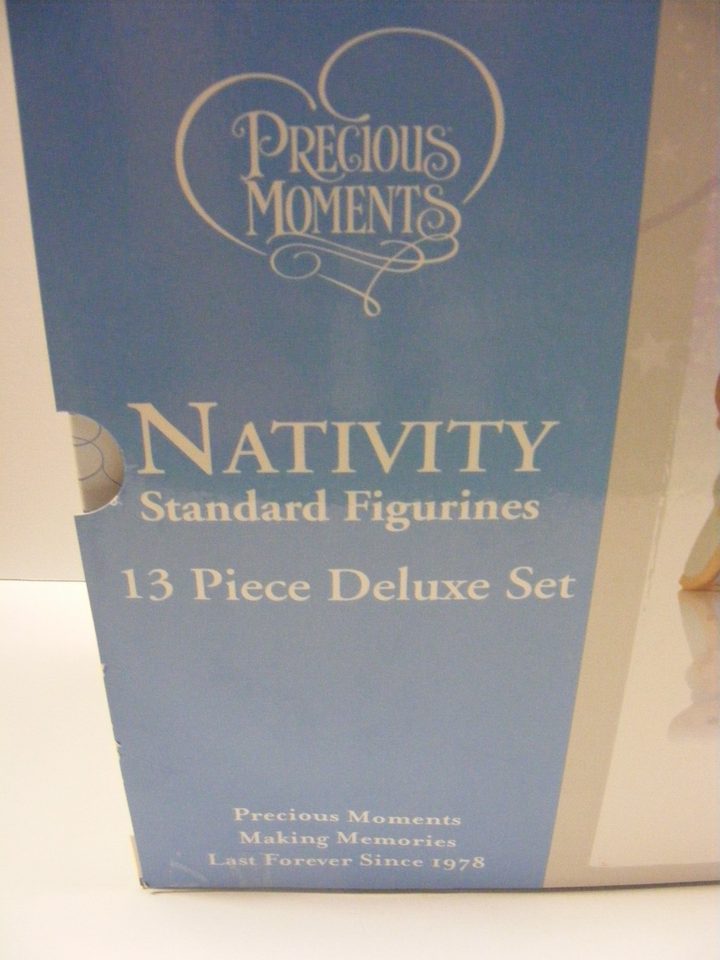 PRECIOUS
MOMENTS
NATIVITY
Standard Figurines
13 Piece Deluxe Set
Precious Moments
Making Memories
Last Forever Since 1978